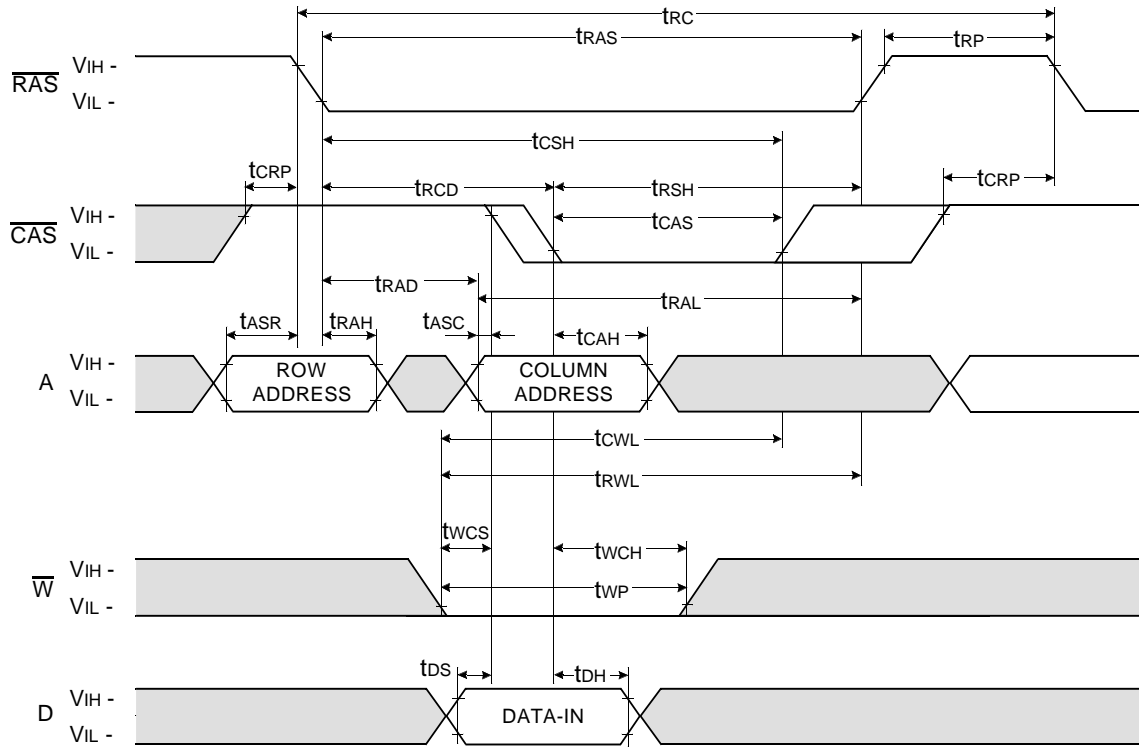 tRC
tRAS
tRP
RAS
VIH -
VIL -
tCSH
tCRP
tRCD
tRSH
tCRP
CAS
VIH -
VIL -
tCAS
tRAD
tRAL
tASR
tRAH
tASC
tCAH
A
VIH -
VIL -
ROW
ADDRESS
COLUMN
ADDRESS
tCWL
tRWL
tWCS
tWCH
W
VIH -
VIL -
tWP
tDS
tDH
D
VIH -
VIL -
DATA-IN